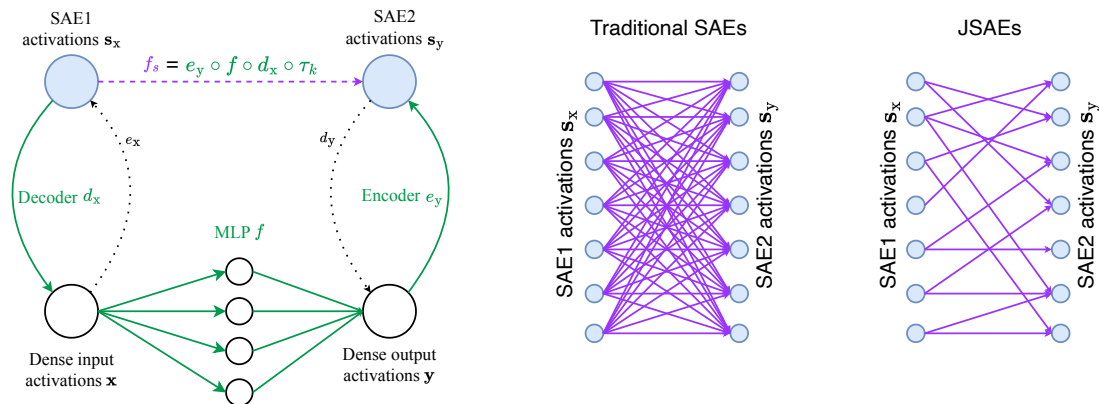 SAE1
activations sₓ
SAE2
activations s_y
f_s = e_y ∘ f ∘ d_x ∘ τ_k
e_x
d_y
Decoder d_x
Encoder e_y
MLP f
Dense input
activations x
Dense output
activations y
Traditional SAEs
SAE1 activations s_x
SAE2 activations s_y
JSAEs
SAE1 activations s_x
SAE2 activations s_y